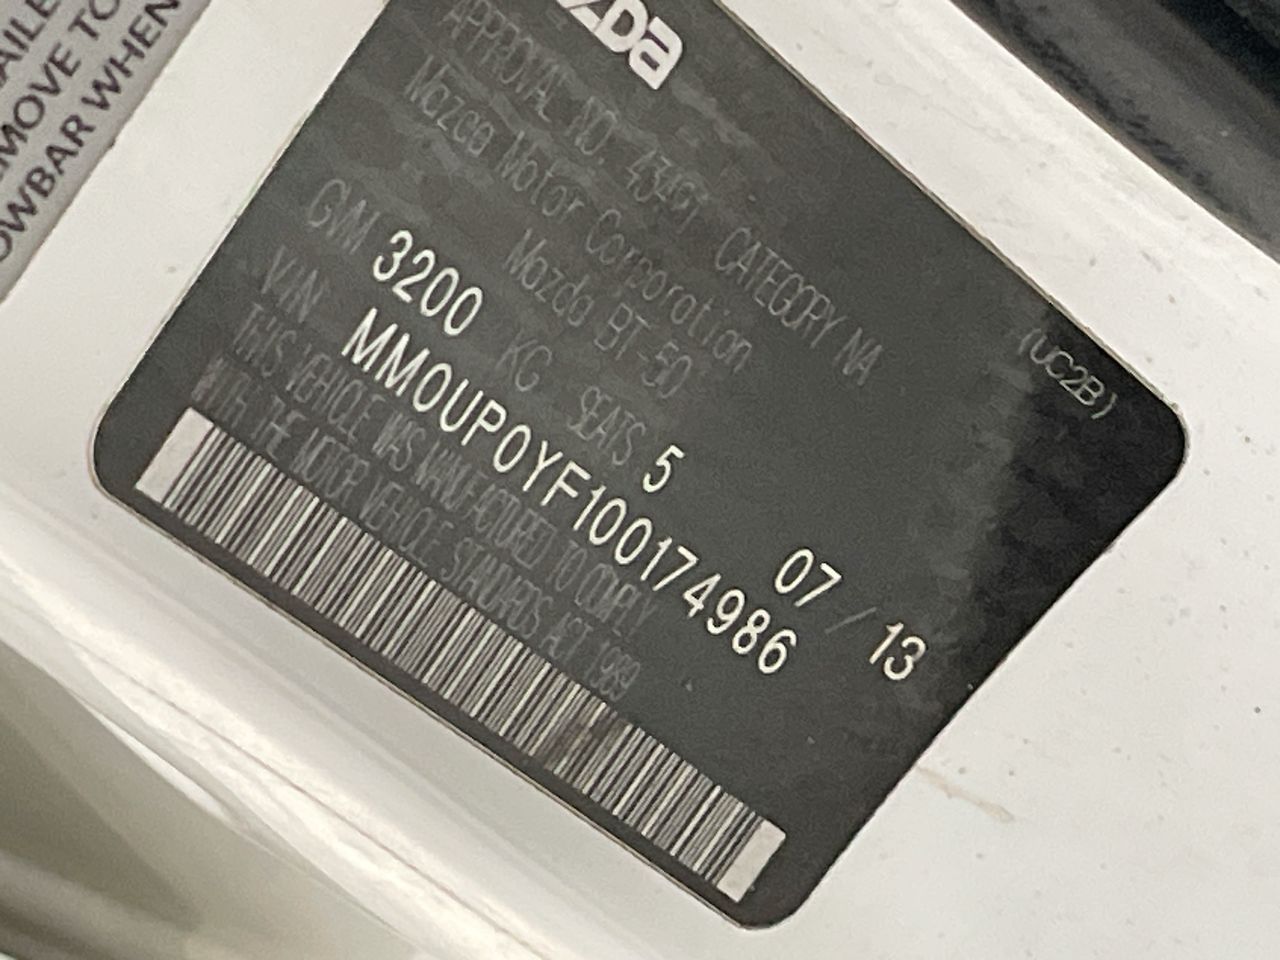 MOVE TO
OWBAR WHEN
mazda
APPROVAL NO. 43491 CATEGORY NA
Mazda Motor Corporation
Mazda BT-50 (UC2B)
GVM 3200 KG SEATS 5 07 / 13
VIN MM0UP0YF100174986
THIS VEHICLE WAS MANUFACTURED TO COMPLY
WITH THE MOTOR VEHICLE STANDARDS ACT 1989